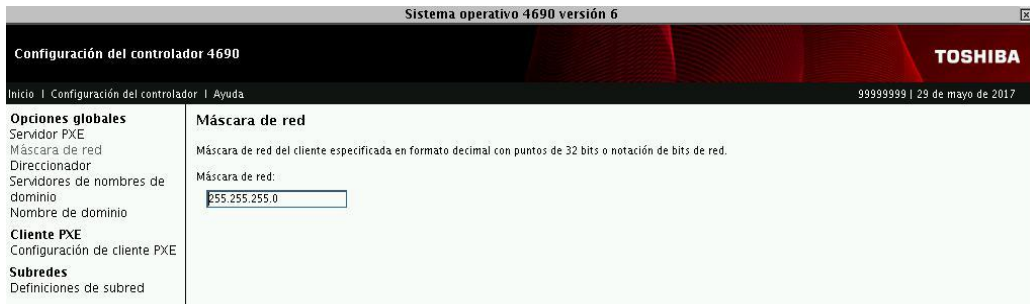 Sistema operativo 4690 versión 6
Configuración del controlador 4690
TOSHIBA
Inicio | Configuración del controlador | Ayuda
99999999 | 29 de mayo de 2017
Opciones globales
Servidor PXE
Máscara de red
Direccionador
Servidores de nombres de
dominio
Nombre de dominio
Cliente PXE
Configuración de cliente PXE
Subredes
Definiciones de subred
Máscara de red
Máscara de red del cliente especificada en formato decimal con puntos de 32 bits o notación de bits de red.
Máscara de red:
255.255.255.0